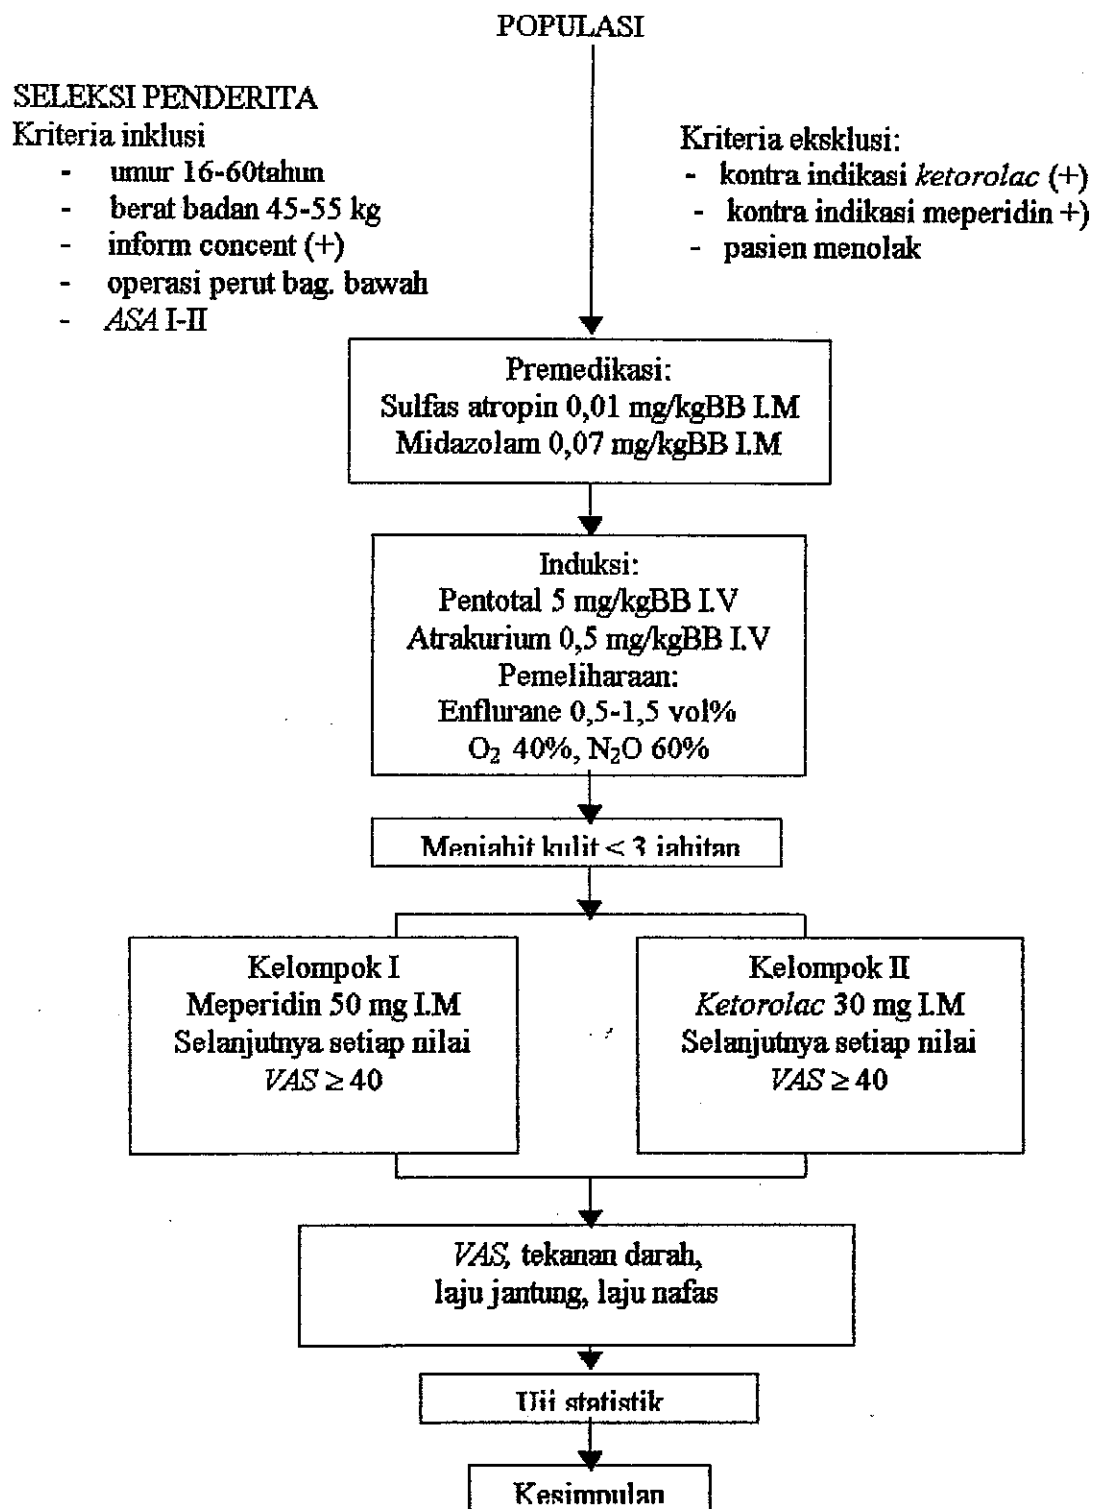 POPULASI
SELEKSI PENDERITA
Kriteria inklusi
- umur 16-60tahun
- berat badan 45-55 kg
- inform concent (+)
- operasi perut bag. bawah
- ASA I-II
Kriteria eksklusi:
- kontra indikasi ketorolac (+)
- kontra indikasi meperidin +)
- pasien menolak
Premedikasi:
Sulfas atropin 0,01 mg/kgBB I.M
Midazolam 0,07 mg/kgBB I.M
Induksi:
Pentotal 5 mg/kgBB I.V
Atrakurium 0,5 mg/kgBB I.V
Pemeliharaan:
Enflurane 0,5-1,5 vol%
O₂ 40%, N₂O 60%
Menjahit kulit < 3 jahitan
Kelompok I
Meperidin 50 mg I.M
Selanjutnya setiap nilai
VAS ≥ 40
Kelompok II
Ketorolac 30 mg I.M
Selanjutnya setiap nilai
VAS ≥ 40
VAS, tekanan darah,
laju jantung, laju nafas
Uji statistik
Kesimpulan